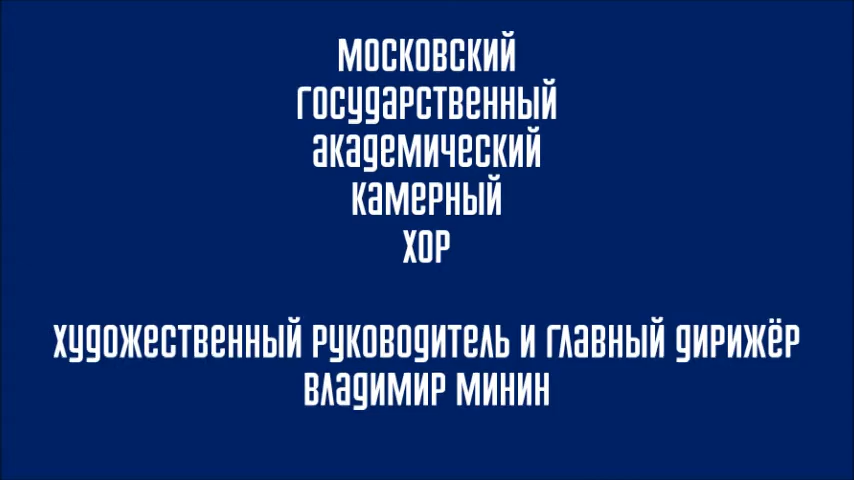 московский
государственный
академический
камерный
хор
художественный руководитель и главный дирижёр
владимир минин